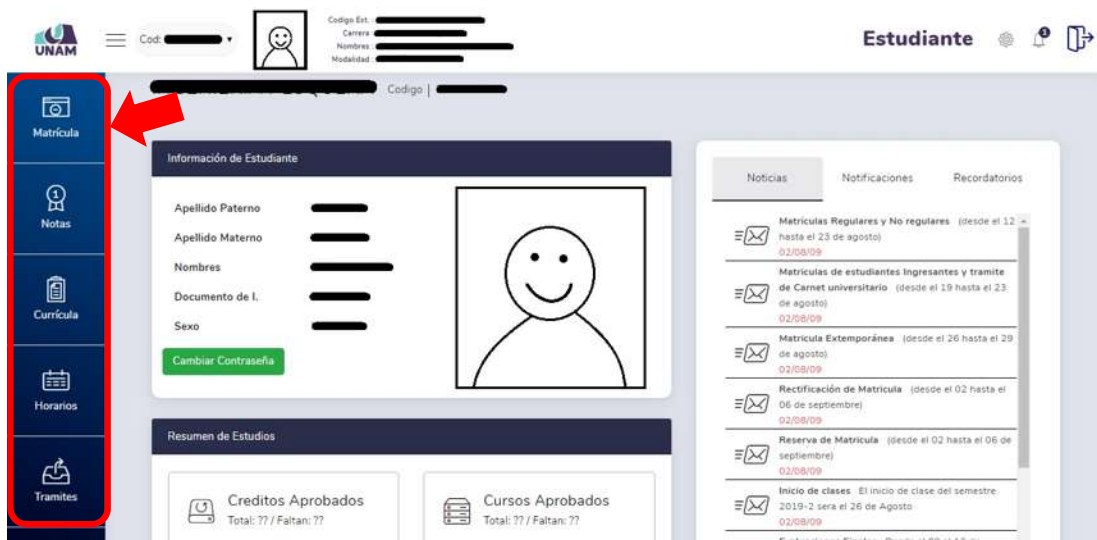 UNAM
Cod:
Codigo Est. :
Carrera :
Nombres :
Modalidad :
Estudiante
Codigo |
Matrícula
Notas
Currícula
Horarios
Tramites
Información de Estudiante
Apellido Paterno
Apellido Materno
Nombres
Documento de I.
Sexo
Cambiar Contraseña
Resumen de Estudios
Creditos Aprobados
Total: ?? / Faltan: ??
Cursos Aprobados
Total: ?? / Faltan: ??
Noticias Notificaciones Recordatorios
Matriculas Regulares y No regulares (desde el 12
hasta el 23 de agosto)
02/08/09
Matriculas de estudiantes Ingresantes y tramite
de Carnet universitario (desde el 19 hasta el 23
de agosto)
02/08/09
Matricula Extemporánea (desde el 26 hasta el 29
de agosto)
02/08/09
Rectificación de Matricula (desde el 02 hasta el
06 de septiembre)
02/08/09
Reserva de Matricula (desde el 02 hasta el 06 de
septiembre)
02/08/09
Inicio de clases El inicio de clase del semestre
2019-2 sera el 26 de Agosto
02/08/09